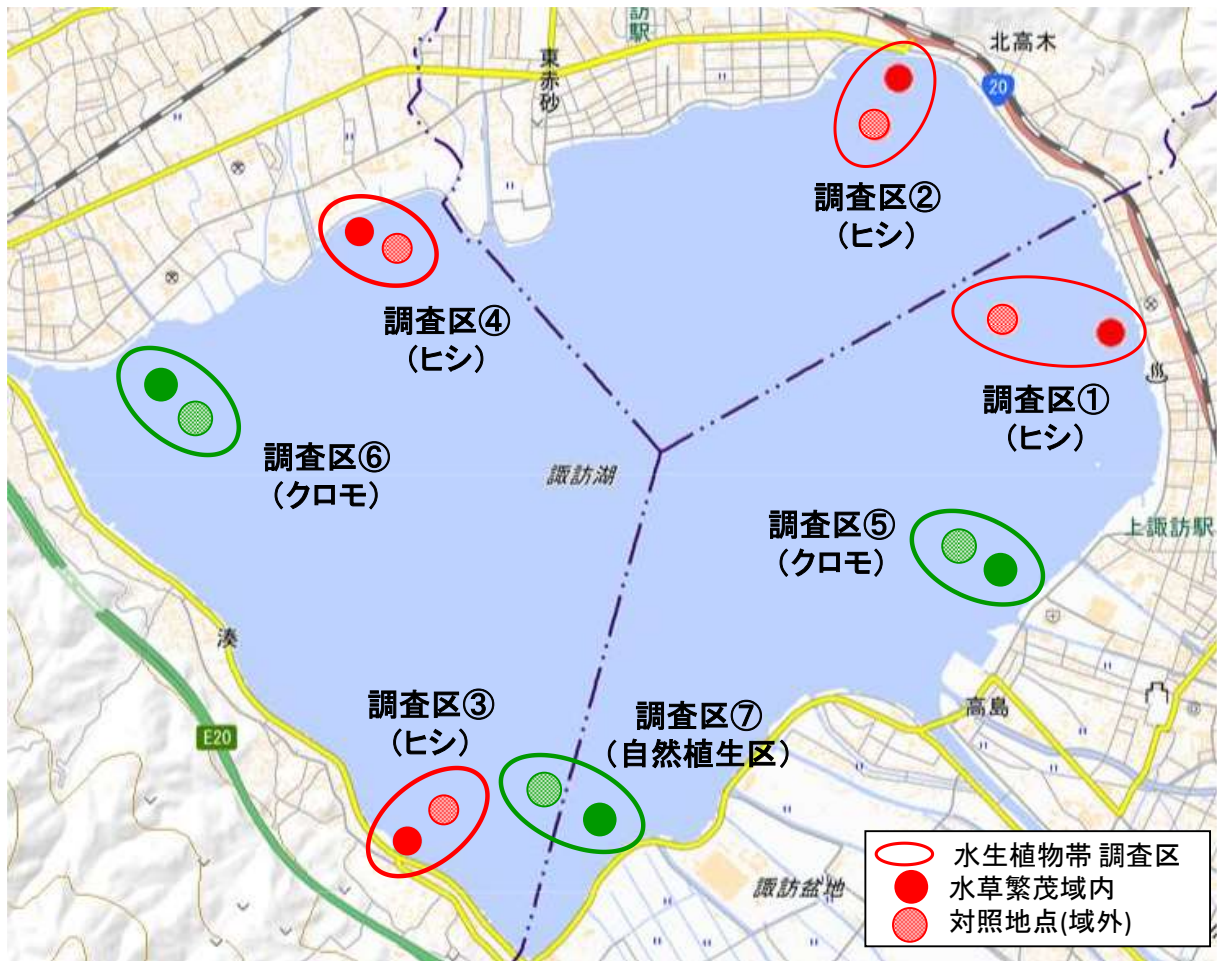 訪
駅
東
赤
砂
北高木
20
調査区②
(ヒシ)
調査区④
(ヒシ)
調査区①
(ヒシ)
調査区⑥
(クロモ)
諏訪湖
調査区⑤
(クロモ)
上諏訪駅
湊
調査区③
(ヒシ)
調査区⑦
(自然植生区)
高島
E20
諏訪盆地
水生植物帯 調査区
水草繁茂域内
対照地点(域外)